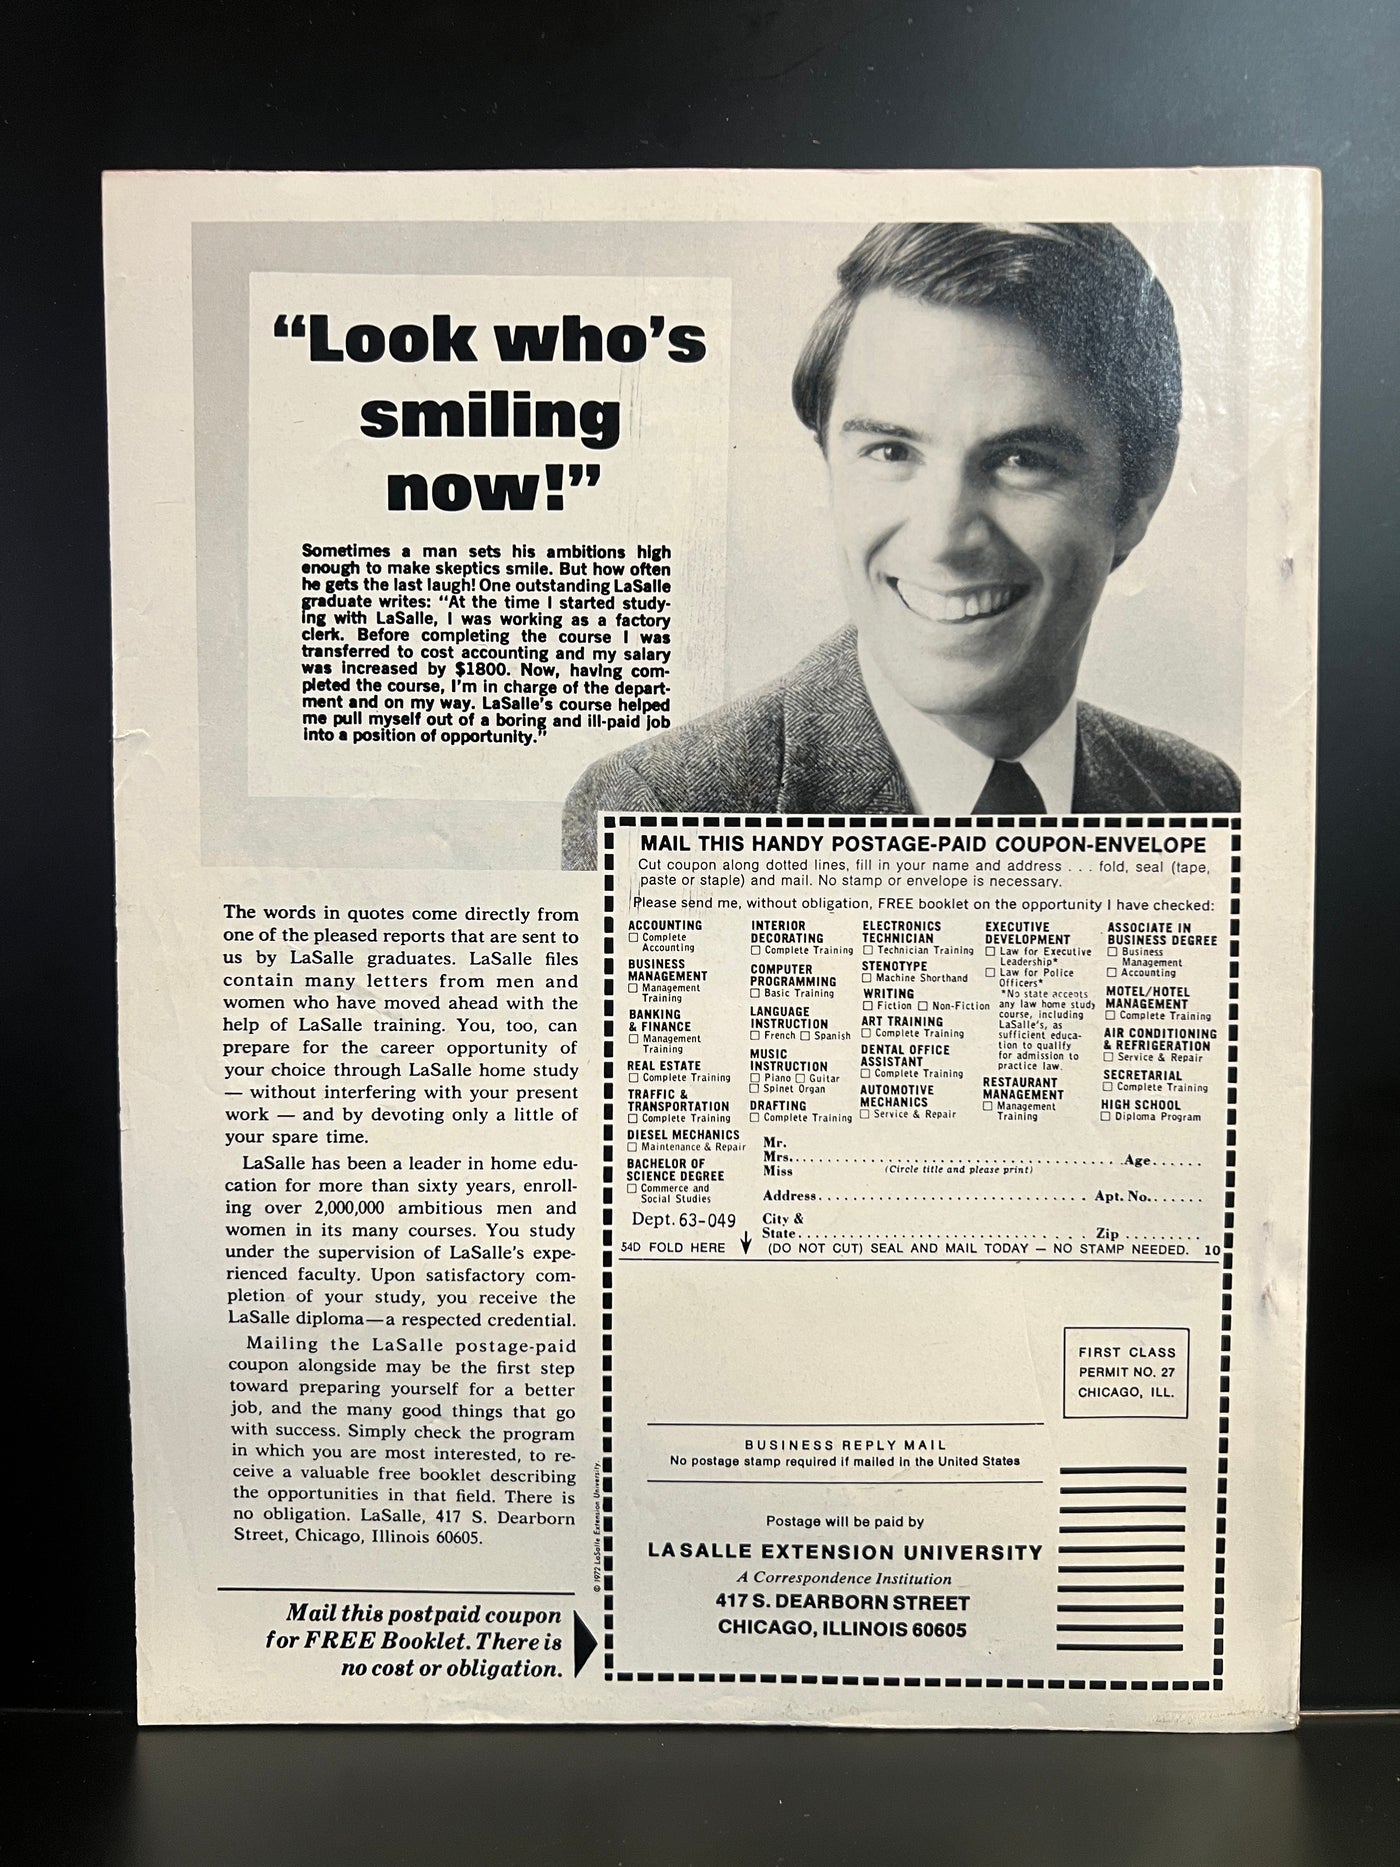 “Look who’s
smiling
now!”
Sometimes a man sets his ambitions high
enough to make skeptics smile. But how often
he gets the last laugh! One outstanding LaSalle
graduate writes: “At the time I started study-
ing with LaSalle, I was working as a factory
clerk. Before completing the course I was
transferred to cost accounting and my salary
was increased by $1800. Now, having com-
pleted the course, I’m in charge of the depart-
ment and on my way. LaSalle’s course helped
me pull myself out of a boring and ill-paid job
into a position of opportunity.”
The words in quotes come directly from
one of the pleased reports that are sent to
us by LaSalle graduates. LaSalle files
contain many letters from men and
women who have moved ahead with the
help of LaSalle training. You, too, can
prepare for the career opportunity of
your choice through LaSalle home study
— without interfering with your present
work — and by devoting only a little of
your spare time.
LaSalle has been a leader in home edu-
cation for more than sixty years, enroll-
ing over 2,000,000 ambitious men and
women in its many courses. You study
under the supervision of LaSalle’s expe-
rienced faculty. Upon satisfactory com-
pletion of your study, you receive the
LaSalle diploma—a respected credential.
Mailing the LaSalle postage-paid
coupon alongside may be the first step
toward preparing yourself for a better
job, and the many good things that go
with success. Simply check the program
in which you are most interested, to re-
ceive a valuable free booklet describing
the opportunities in that field. There is
no obligation. LaSalle, 417 S. Dearborn
Street, Chicago, Illinois 60605.
Mail this postpaid coupon
for FREE Booklet. There is
no cost or obligation.
© 1972 LaSalle Extension University.
MAIL THIS HANDY POSTAGE-PAID COUPON-ENVELOPE
Cut coupon along dotted lines, fill in your name and address . . . fold, seal (tape,
paste or staple) and mail. No stamp or envelope is necessary.
Please send me, without obligation, FREE booklet on the opportunity I have checked:
ACCOUNTING
☐ Complete
Accounting
BUSINESS
MANAGEMENT
☐ Management
Training
BANKING
& FINANCE
☐ Management
Training
REAL ESTATE
☐ Complete Training
TRAFFIC &
TRANSPORTATION
☐ Complete Training
DIESEL MECHANICS
☐ Maintenance & Repair
BACHELOR OF
SCIENCE DEGREE
☐ Commerce and
Social Studies
INTERIOR
DECORATING
☐ Complete Training
COMPUTER
PROGRAMMING
☐ Basic Training
LANGUAGE
INSTRUCTION
☐ French ☐ Spanish
MUSIC
INSTRUCTION
☐ Piano ☐ Guitar
☐ Spinet Organ
DRAFTING
☐ Complete Training
ELECTRONICS
TECHNICIAN
☐ Technician Training
STENOTYPE
☐ Machine Shorthand
WRITING
☐ Fiction ☐ Non-Fiction
ART TRAINING
☐ Complete Training
DENTAL OFFICE
ASSISTANT
☐ Complete Training
AUTOMOTIVE
MECHANICS
☐ Service & Repair
EXECUTIVE
DEVELOPMENT
☐ Law for Executive
Leadership*
☐ Law for Police
Officers*
*No state accepts
any law home study
course, including
LaSalle's, as
sufficient educa-
tion to qualify
for admission to
practice law.
RESTAURANT
MANAGEMENT
☐ Management
Training
ASSOCIATE IN
BUSINESS DEGREE
☐ Business
Management
☐ Accounting
MOTEL/HOTEL
MANAGEMENT
☐ Complete Training
AIR CONDITIONING
& REFRIGERATION
☐ Service & Repair
SECRETARIAL
☐ Complete Training
HIGH SCHOOL
☐ Diploma Program
Mr.
Mrs. Age
Miss (Circle title and please print)
Address Apt. No.
Dept. 63-049
City &
State Zip
54D FOLD HERE (DO NOT CUT) SEAL AND MAIL TODAY — NO STAMP NEEDED. 10
FIRST CLASS
PERMIT NO. 27
CHICAGO, ILL.
BUSINESS REPLY MAIL
No postage stamp required if mailed in the United States
Postage will be paid by
LASALLE EXTENSION UNIVERSITY
A Correspondence Institution
417 S. DEARBORN STREET
CHICAGO, ILLINOIS 60605